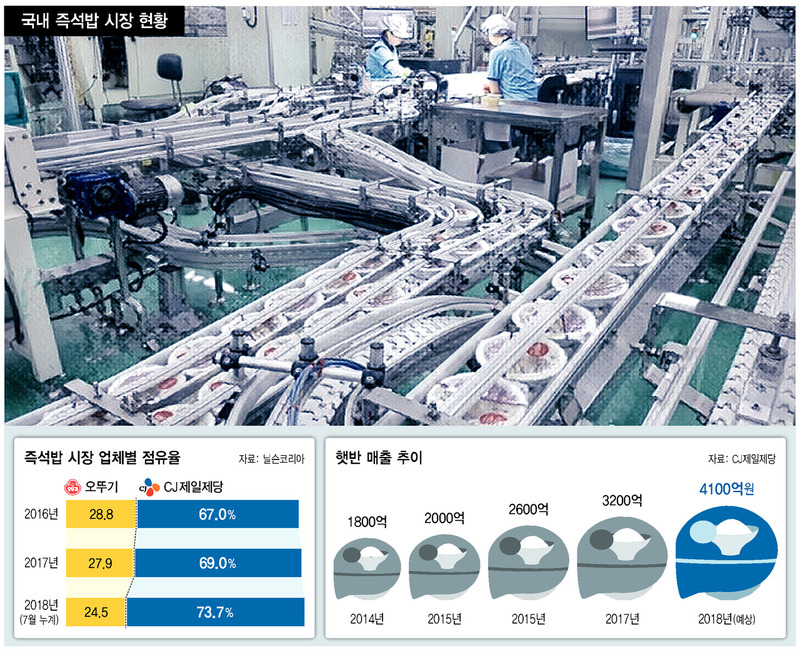 국내 즉석밥 시장 현황
즉석밥 시장 업체별 점유율
자료: 닐슨코리아
오뚜기 CJ CJ제일제당
2016년 28.8 67.0%
2017년 27.9 69.0%
2018년 24.5 73.7%
(7월 누계)
햇반 매출 추이
자료: CJ제일제당
1800억 2000억 2600억 3200억 4100억원
2014년 2015년 2015년 2017년 2018년(예상)